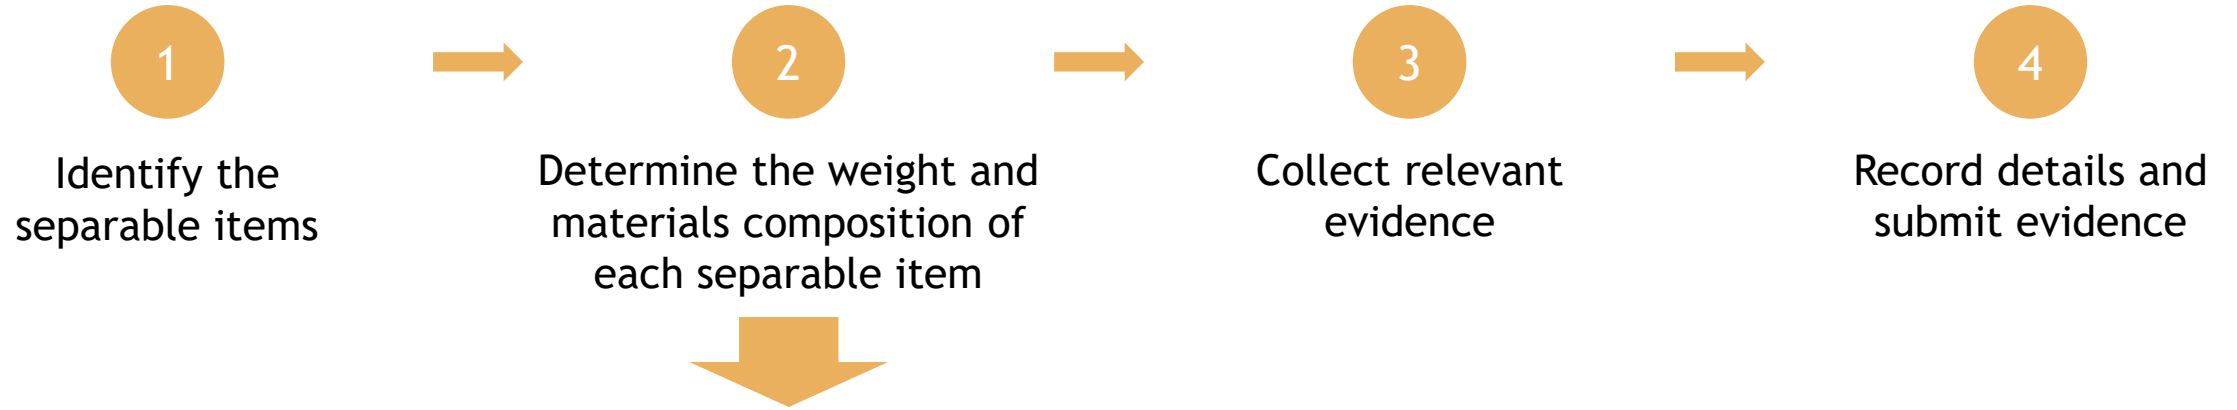 1
Identify the
separable items
2
Determine the weight and
materials composition of
each separable item
3
Collect relevant
evidence
4
Record details and
submit evidence